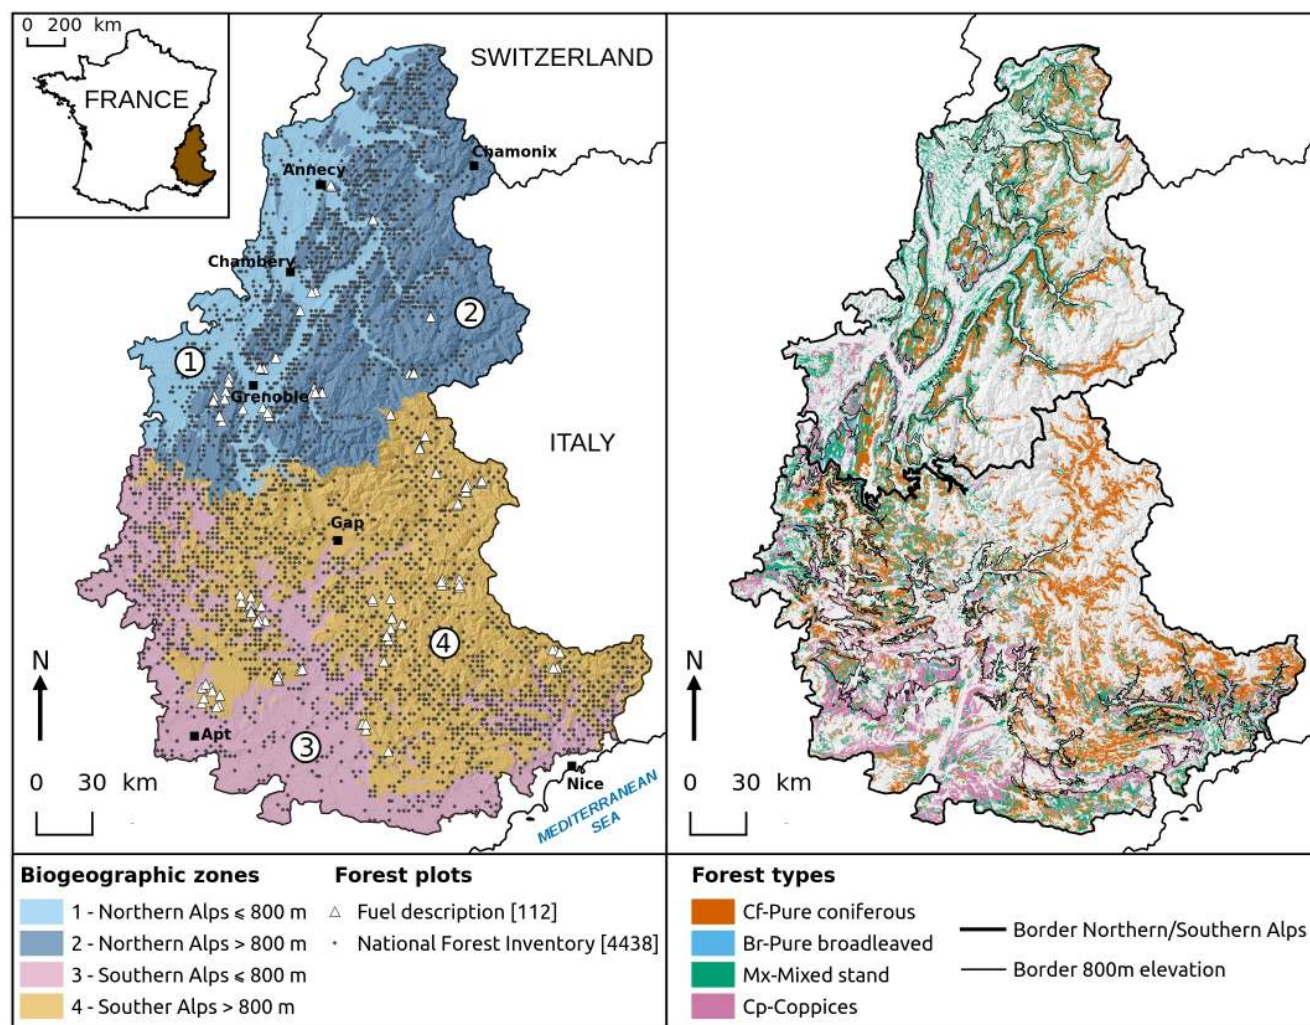 0 200 km
FRANCE
SWITZERLAND
Chamonix
Annecy
Chambery
2
1
Grenoble
ITALY
Gap
4
N
Apt
3
0 30 km
Nice
MEDITERRANEAN
SEA
N
0 30 km
Biogeographic zones
1 - Northern Alps ⩽ 800 m
2 - Northern Alps > 800 m
3 - Southern Alps ⩽ 800 m
4 - Souther Alps > 800 m
Forest plots
Fuel description [112]
National Forest Inventory [4438]
Forest types
Cf-Pure coniferous
Br-Pure broadleaved
Mx-Mixed stand
Cp-Coppices
Border Northern/Southern Alps
Border 800m elevation